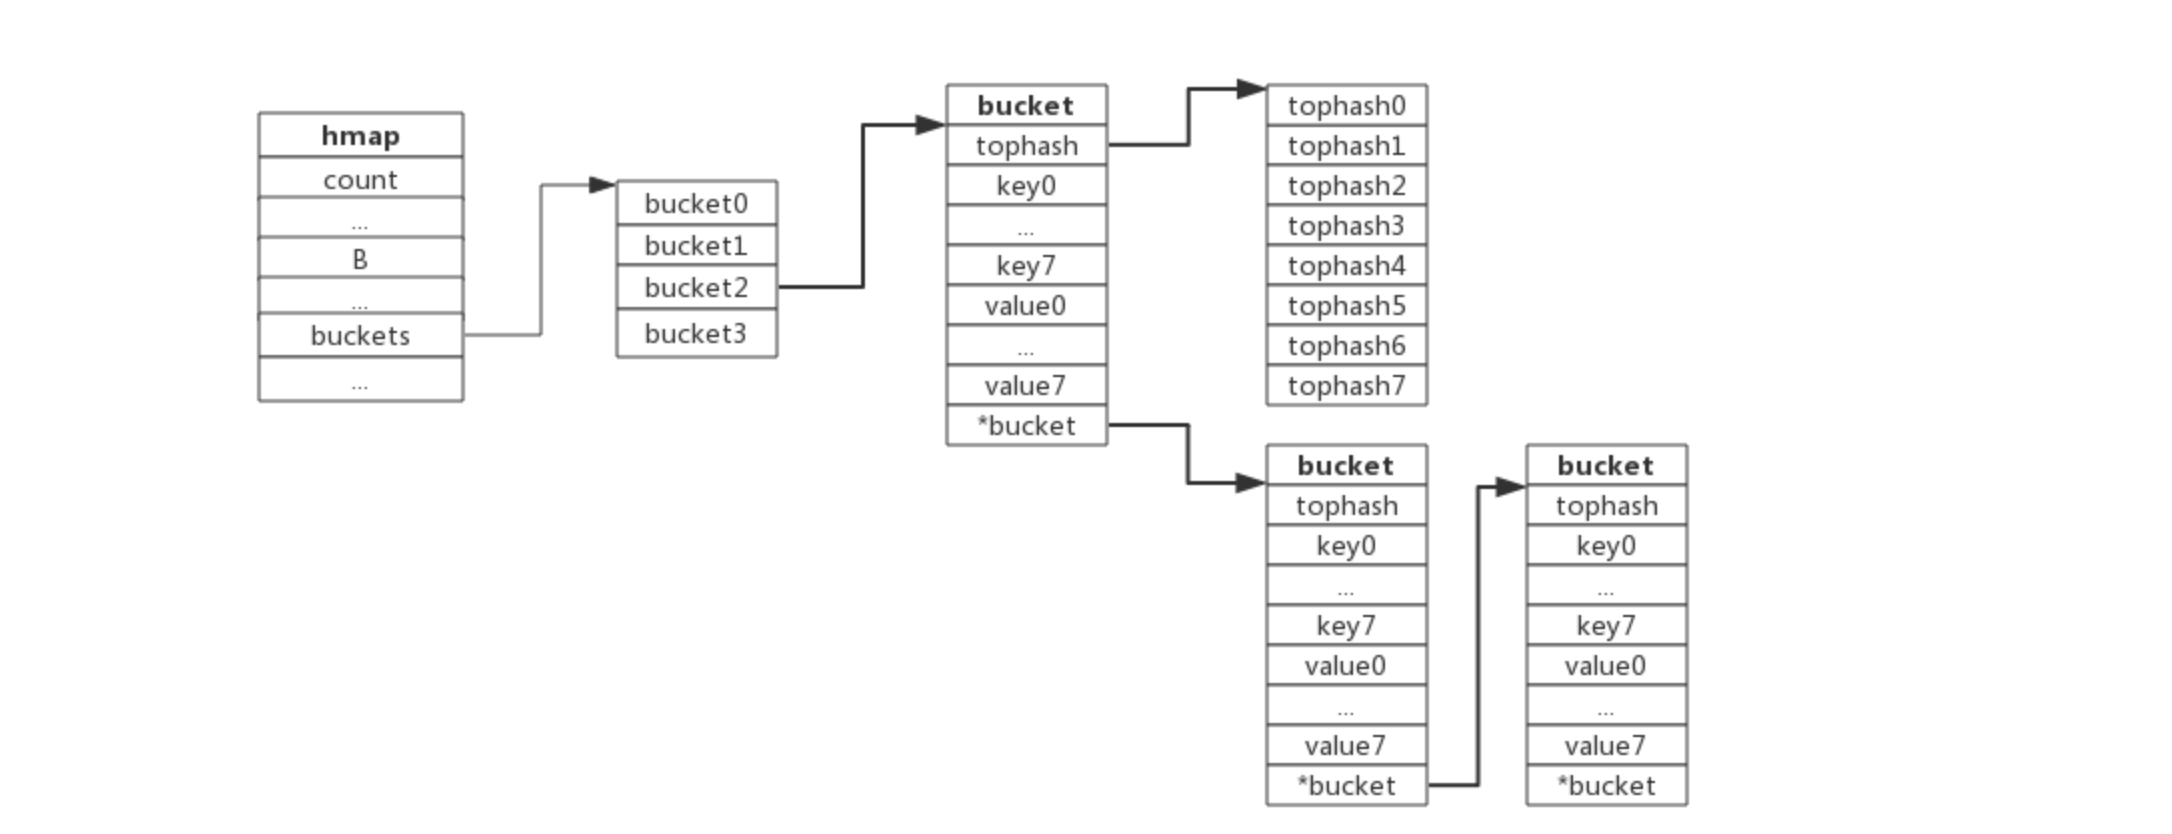 hmap
count
...
B
...
buckets
...
bucket0
bucket1
bucket2
bucket3
bucket
tophash
key0
...
key7
value0
...
value7
*bucket
tophash0
tophash1
tophash2
tophash3
tophash4
tophash5
tophash6
tophash7
bucket
tophash
key0
...
key7
value0
...
value7
*bucket
bucket
tophash
key0
...
key7
value0
...
value7
*bucket